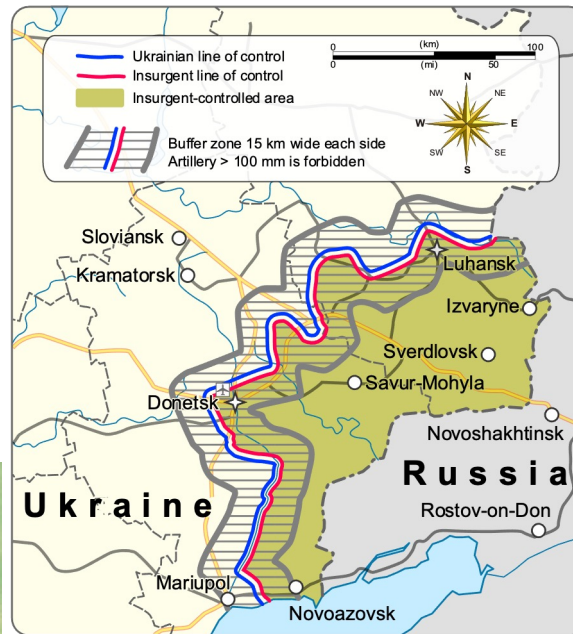 (km)
0 100
Ukrainian line of control
Insurgent line of control
0 (mi) 50
Insurgent-controlled area
N
NW NE
W E
SW SE
S
Buffer zone 15 km wide each side
Artillery > 100 mm is forbidden
Sloviansk
Kramatorsk
Luhansk
Izvaryne
Sverdlovsk
Savur-Mohyla
Donetsk
Novoshakhtinsk
Russia
Ukraine
Rostov-on-Don
Mariupol
Novoazovsk